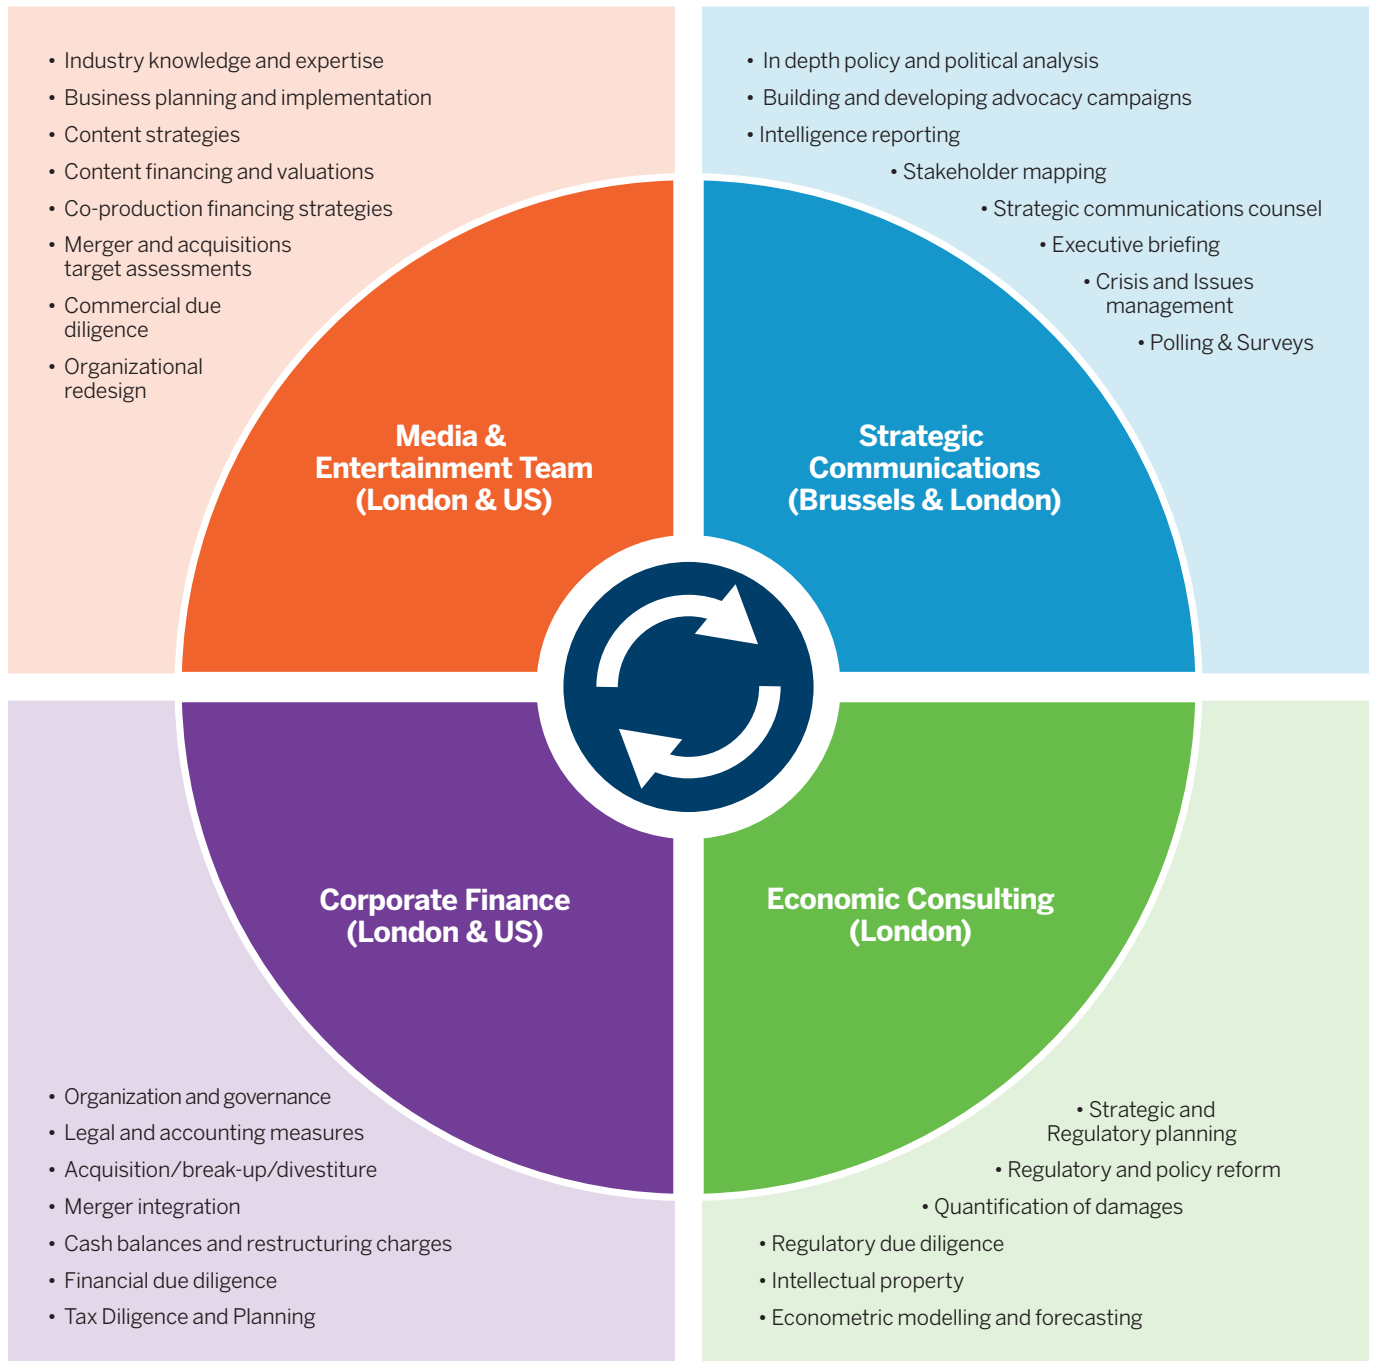 • Industry knowledge and expertise
• Business planning and implementation
• Content strategies
• Content financing and valuations
• Co-production financing strategies
• Merger and acquisitions
target assessments
• Commercial due
diligence
• Organizational
redesign
Media &
Entertainment Team
(London & US)
• In depth policy and political analysis
• Building and developing advocacy campaigns
• Intelligence reporting
• Stakeholder mapping
• Strategic communications counsel
• Executive briefing
• Crisis and Issues
management
• Polling & Surveys
Strategic
Communications
(Brussels & London)
Corporate Finance
(London & US)
• Organization and governance
• Legal and accounting measures
• Acquisition/break-up/divestiture
• Merger integration
• Cash balances and restructuring charges
• Financial due diligence
• Tax Diligence and Planning
Economic Consulting
(London)
• Strategic and
Regulatory planning
• Regulatory and policy reform
• Quantification of damages
• Regulatory due diligence
• Intellectual property
• Econometric modelling and forecasting